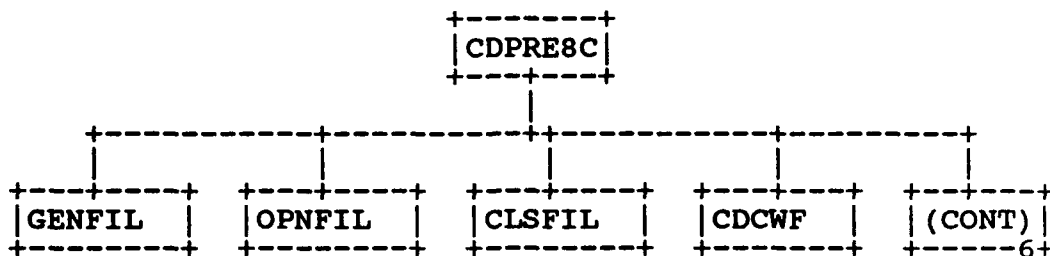 CDPRE8C
GENFIL OPNFIL CLSFIL CDCWF (CONT)
6